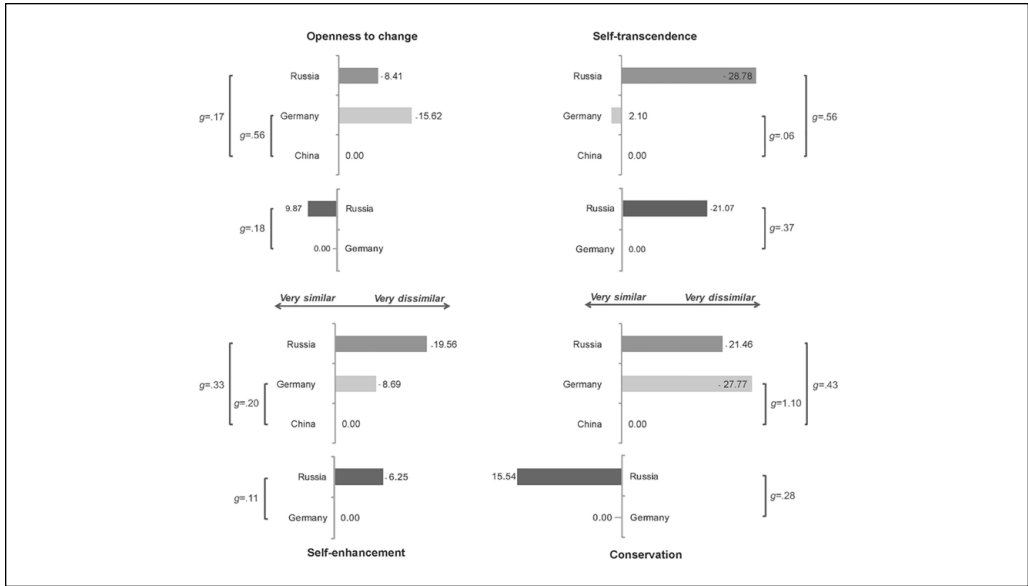 Openness to change
Self-transcendence
Russia
-8.41
Germany
-15.62
China
0.00
g=.17
g=.56
Russia
- 28.78
Germany
2.10
China
0.00
g=.06
g=.56
9.87
Russia
0.00
Germany
g=.18
Russia
-21.07
Germany
0.00
g=.37
Very similar
Very dissimilar
Very similar
Very dissimilar
Russia
-19.56
Germany
- 8.69
China
0.00
g=.33
g=.20
Russia
- 21.46
Germany
- 27.77
China
0.00
g=1.10
g=.43
Russia
- 6.25
Germany
0.00
g=.11
15.54
Russia
0.00
Germany
g=.28
Self-enhancement
Conservation